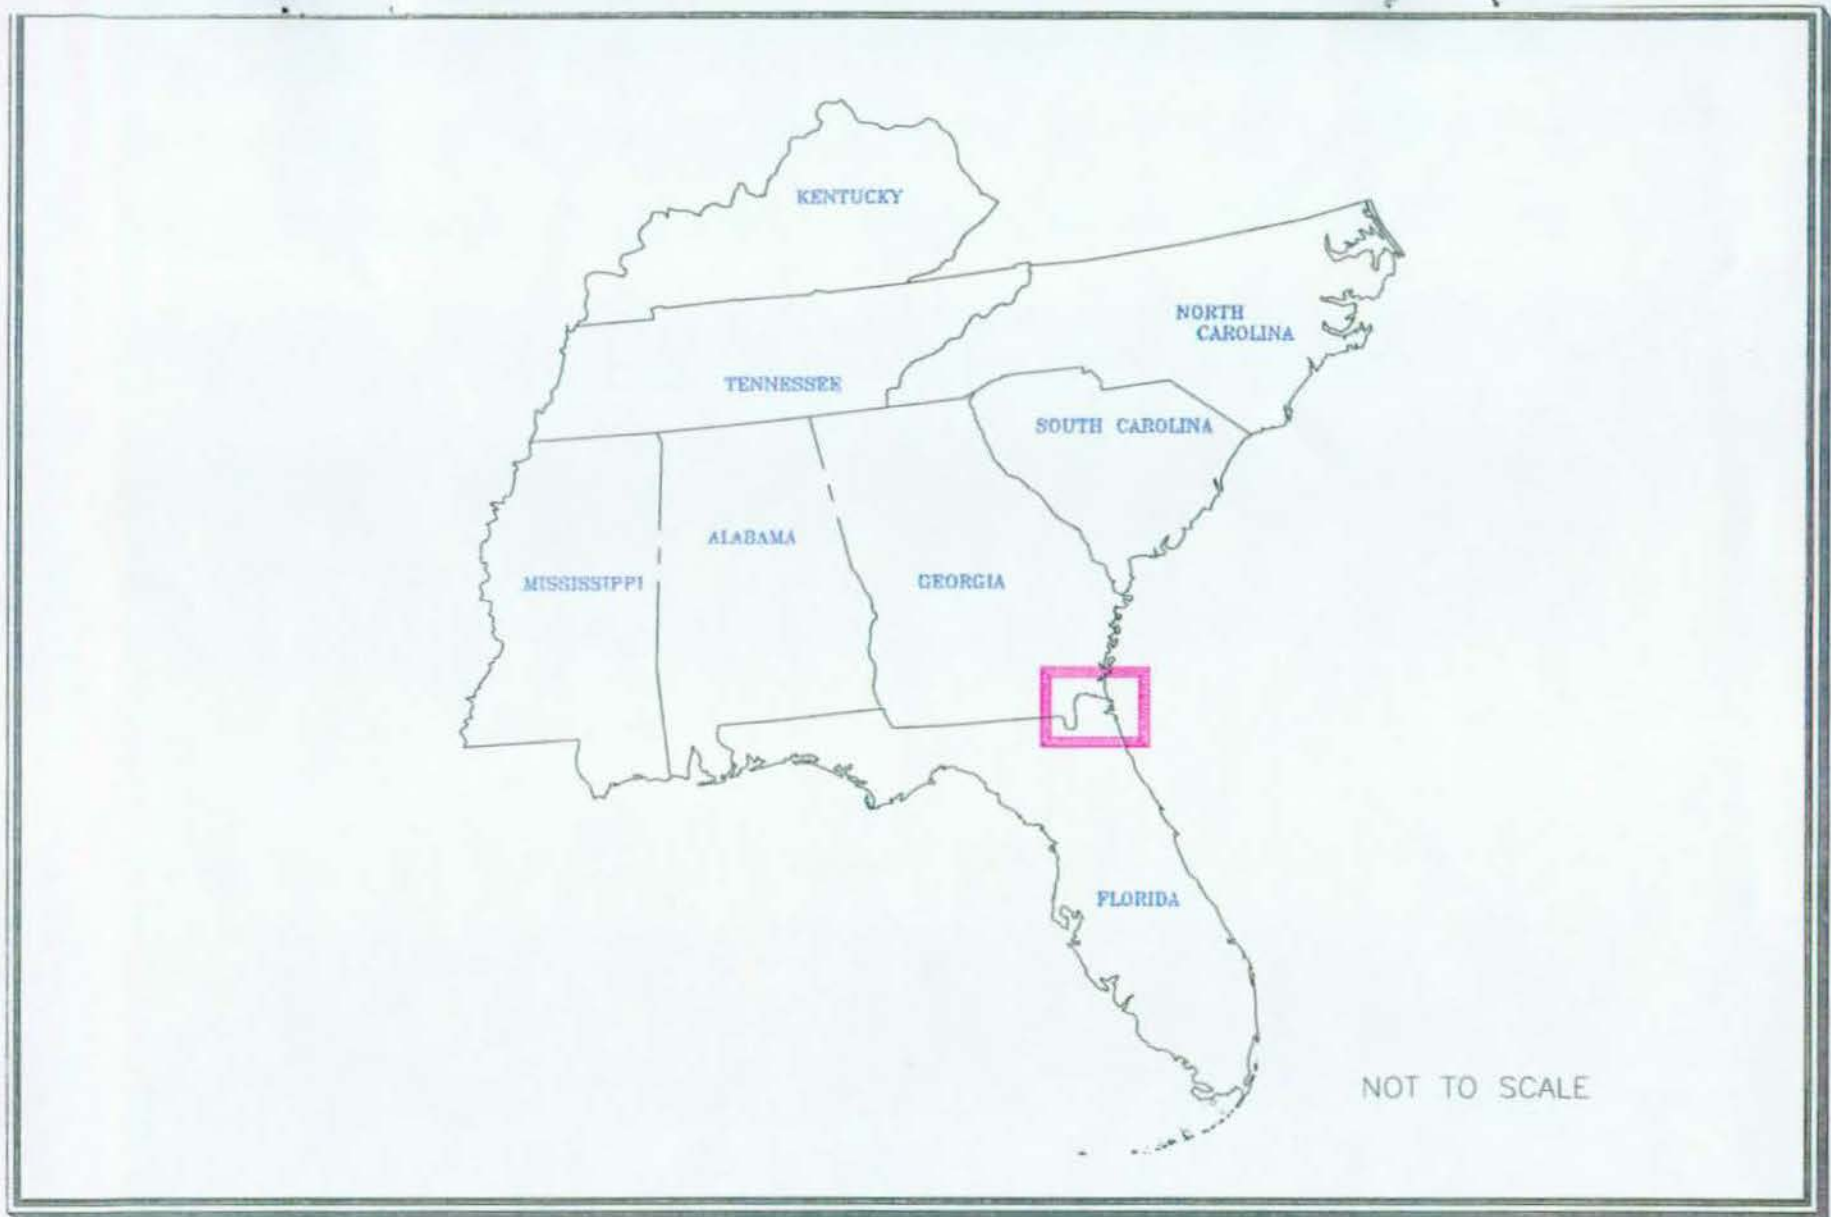 KENTUCKY
NORTH
CAROLINA
TENNESSEE
SOUTH CAROLINA
ALABAMA
MISSISSIPPI
GEORGIA
FLORIDA
NOT TO SCALE